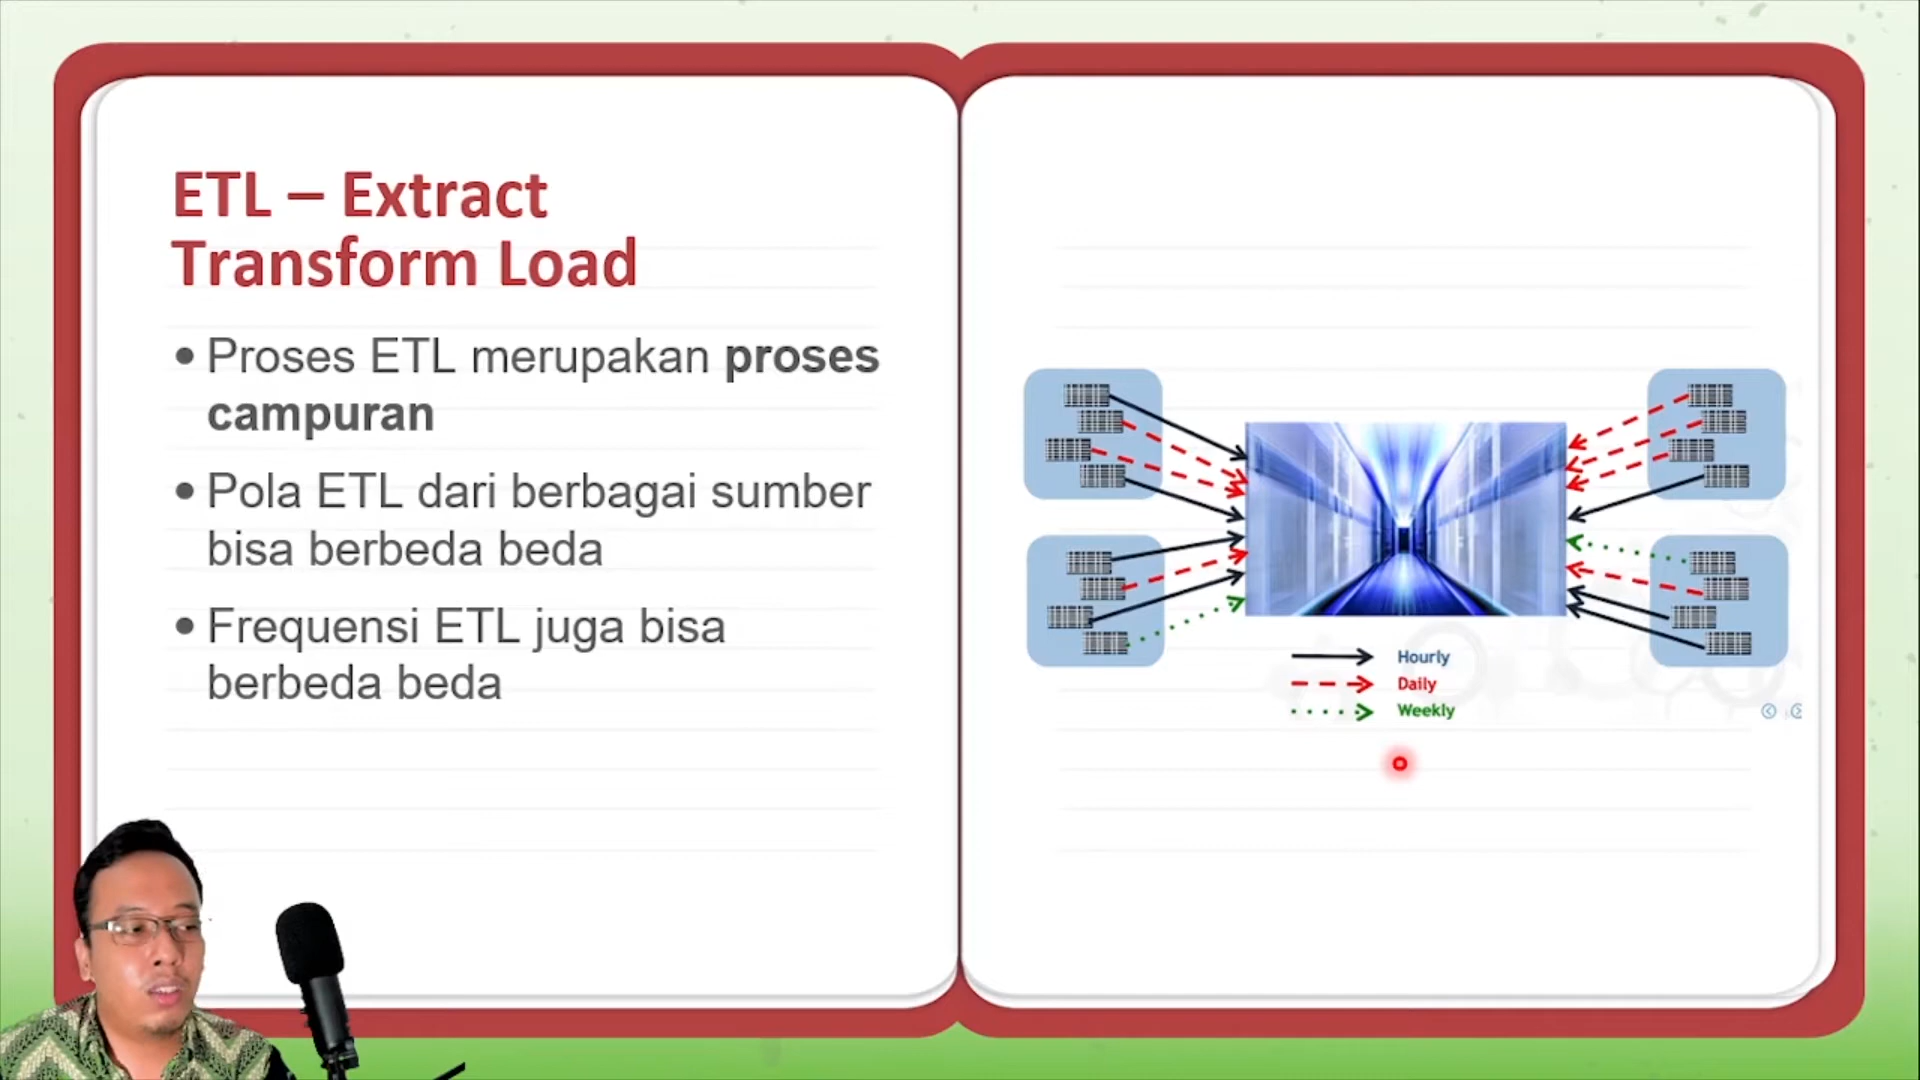 ETL – Extract
Transform Load
• Proses ETL merupakan proses
campuran
• Pola ETL dari berbagai sumber
bisa berbeda beda
• Frequensi ETL juga bisa
berbeda beda
Hourly
Daily
Weekly